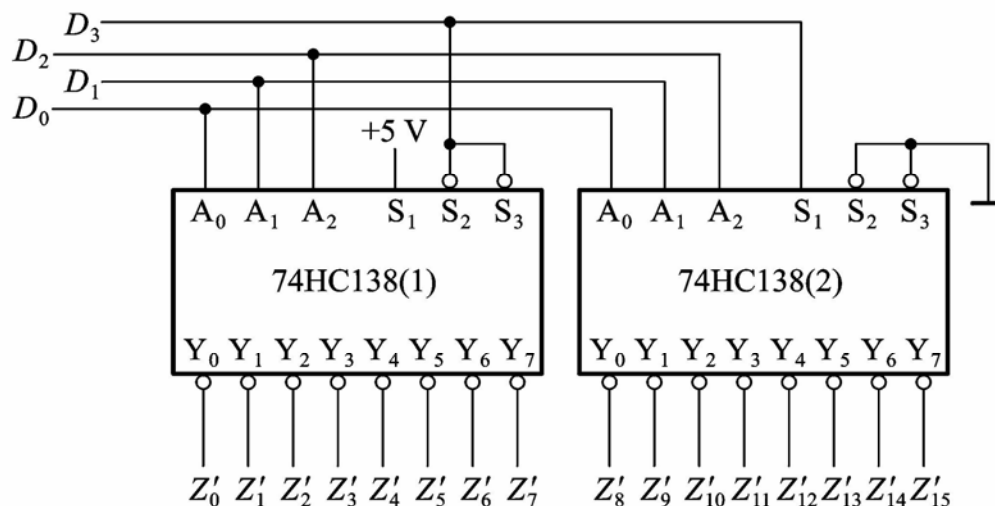 D₃
D₂
D₁
D₀
+5 V
A₀ A₁ A₂ S₁ S₂ S₃
A₀ A₁ A₂ S₁ S₂ S₃
74HC138(1)
74HC138(2)
Y₀ Y₁ Y₂ Y₃ Y₄ Y₅ Y₆ Y₇
Y₀ Y₁ Y₂ Y₃ Y₄ Y₅ Y₆ Y₇
Z′₀ Z′₁ Z′₂ Z′₃ Z′₄ Z′₅ Z′₆ Z′₇
Z′₈ Z′₉ Z′₁₀ Z′₁₁ Z′₁₂ Z′₁₃ Z′₁₄ Z′₁₅